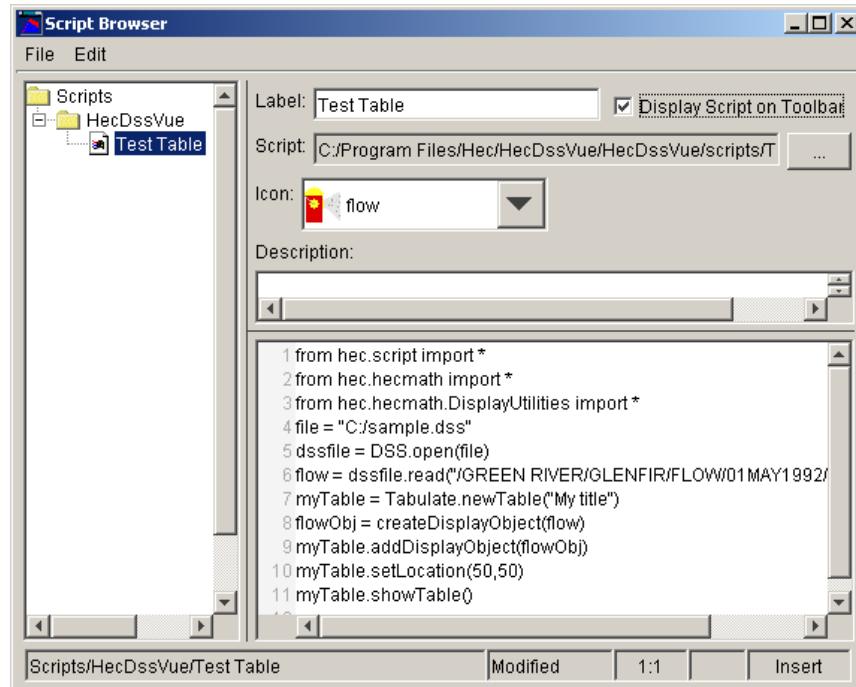 Script Browser
File Edit
Scripts
HecDssVue
Test Table
Label: Test Table
Display Script on Toolbar
Script: C:/Program Files/Hec/HecDssVue/HecDssVue/scripts/T ...
Icon: flow
Description:
1 from hec.script import *
2 from hec.hecmath import *
3 from hec.hecmath.DisplayUtilities import *
4 file = "C:/sample.dss"
5 dssfile = DSS.open(file)
6 flow = dssfile.read("/GREEN RIVER/GLENFIR/FLOW/01MAY1992/
7 myTable = Tabulate.newTable("My title")
8 flowObj = createDisplayObject(flow)
9 myTable.addDisplayObject(flowObj)
10 myTable.setLocation(50,50)
11 myTable.showTable()
Scripts/HecDssVue/Test Table Modified 1:1 Insert